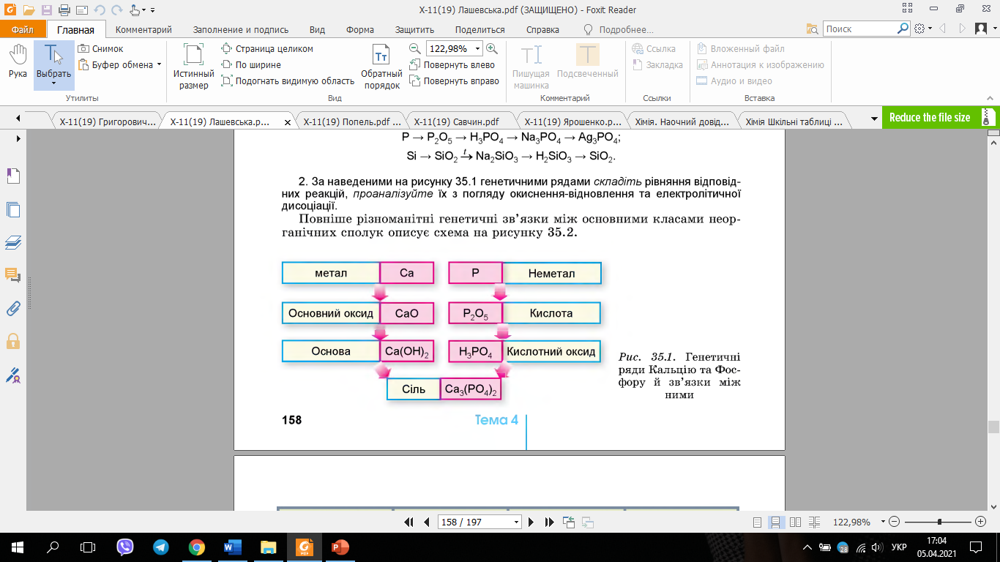 X-11(19) Лашевська.pdf (ЗАЩИЩЕНО) - Foxit Reader
Файл Главная Комментарий Заполнение и подпись Вид Форма Защитить Поделиться Справка Подробнее... Поиск
Рука
Выбрать
Снимок
Буфер обмена
Утилиты
Истинный размер
Страница целиком
По ширине
Подогнать видимую область
Обратный порядок
122,98%
Повернуть влево
Повернуть вправо
Вид
Пишущая машинка
Подсвеченный
Комментарий
Ссылка
Закладка
Ссылки
Вложенный файл
Аннотация к изображению
Аудио и видео
Вставка
X-11(19) Григорович... X-11(19) Лашевська.p... X-11(19) Попель.pdf ... X-11(19) Савчин.pdf X-11(19) Ярошенко.p... Хімія. Наочний довід... Хімія Шкільні таблиці ... Reduce the file size
P → P₂O₅ → H₃PO₄ → Na₃PO₄ → Ag₃PO₄;
Si → SiO₂ t→ Na₂SiO₃ → H₂SiO₃ → SiO₂.
2. За наведеними на рисунку 35.1 генетичними рядами складіть рівняння відповід-
них реакцій, проаналізуйте їх з погляду окиснення-відновлення та електролітичної
дисоціації.
Повніше різноманітні генетичні зв’язки між основними класами неор-
ганічних сполук описує схема на рисунку 35.2.
метал Ca P Неметал
Основний оксид CaO P₂O₅ Кислота
Основа Ca(OH)₂ H₃PO₄ Кислотний оксид
Сіль Ca₃(PO₄)₂
Рис. 35.1. Генетичні
ряди Кальцію та Фос-
фору й зв’язки між
ними
158 Тема 4
158 / 197 122,98%
28 УКР 17:04
05.04.2021